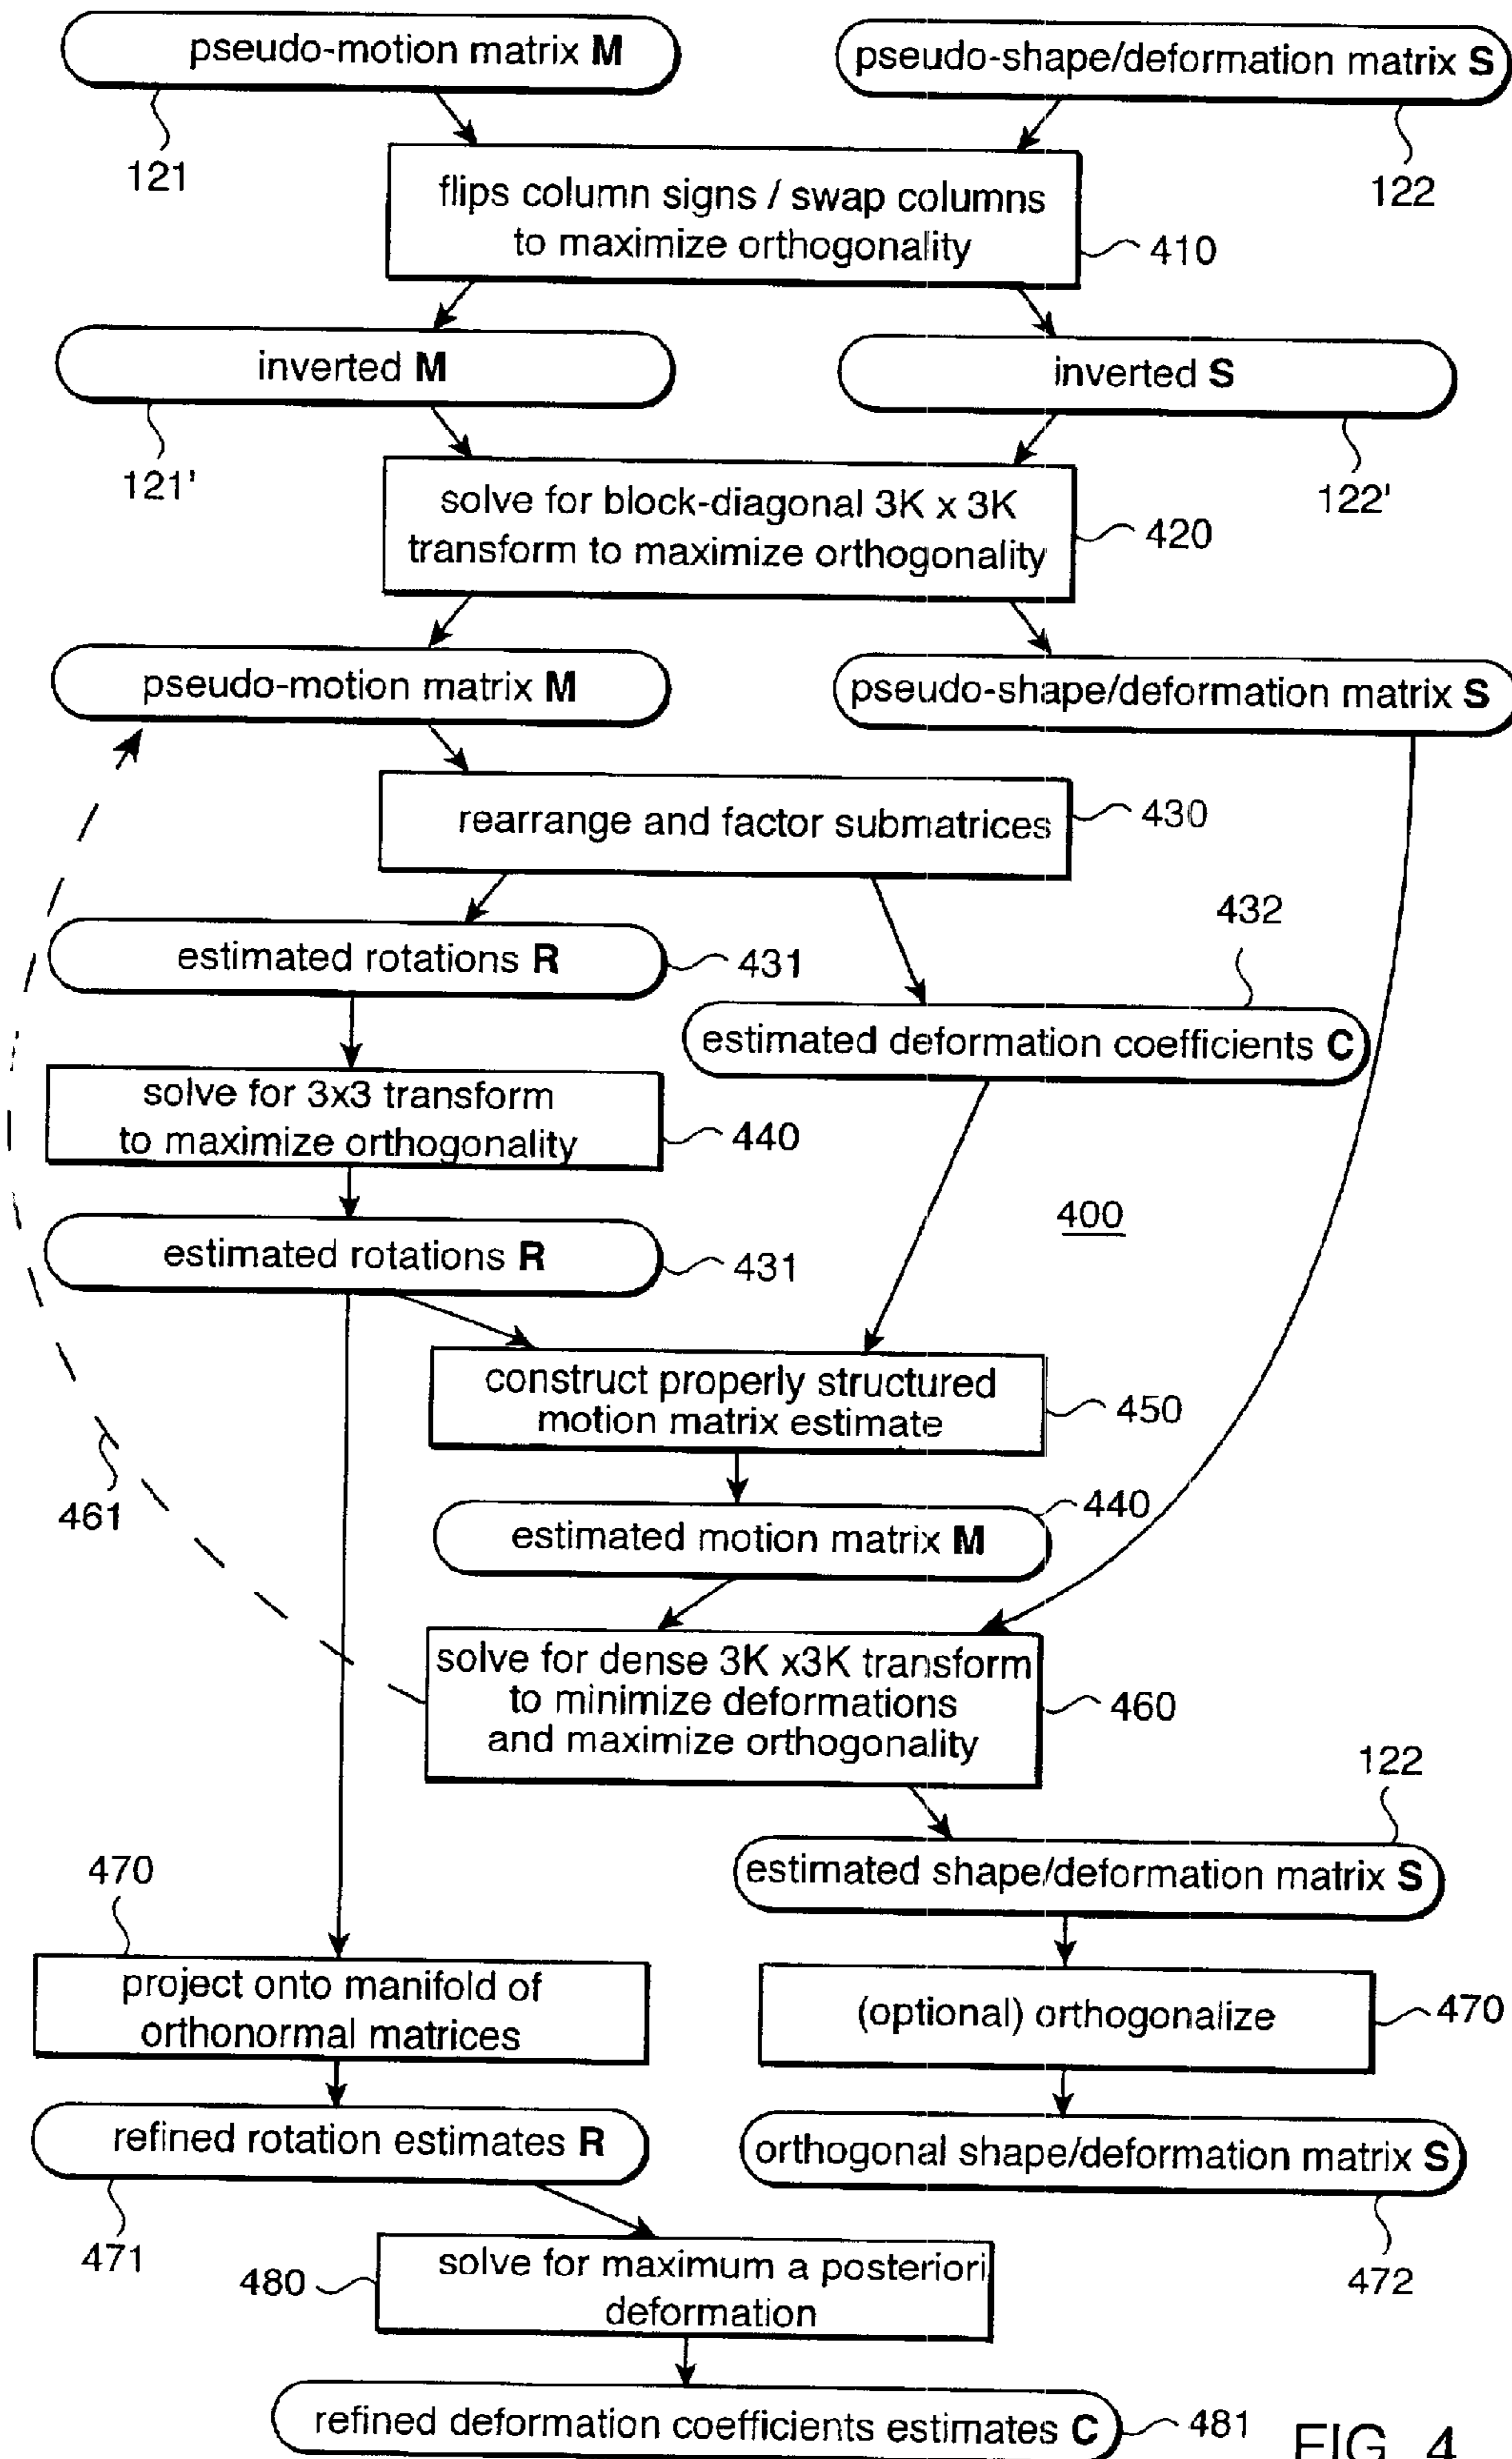 pseudo-motion matrix M
pseudo-shape/deformation matrix S
121
122
flips column signs / swap columns
to maximize orthogonality
410
inverted M
inverted S
121'
122'
solve for block-diagonal 3K x 3K
transform to maximize orthogonality
420
pseudo-motion matrix M
pseudo-shape/deformation matrix S
rearrange and factor submatrices
430
432
estimated rotations R
431
estimated deformation coefficients C
solve for 3x3 transform
to maximize orthogonality
440
400
estimated rotations R
431
construct properly structured
motion matrix estimate
450
461
440
estimated motion matrix M
solve for dense 3K x3K transform
to minimize deformations
and maximize orthogonality
460
122
estimated shape/deformation matrix S
470
project onto manifold of
orthonormal matrices
(optional) orthogonalize
470
refined rotation estimates R
orthogonal shape/deformation matrix S
471
472
480
solve for maximum a posteriori
deformation
refined deformation coefficients estimates C
481
FIG. 4